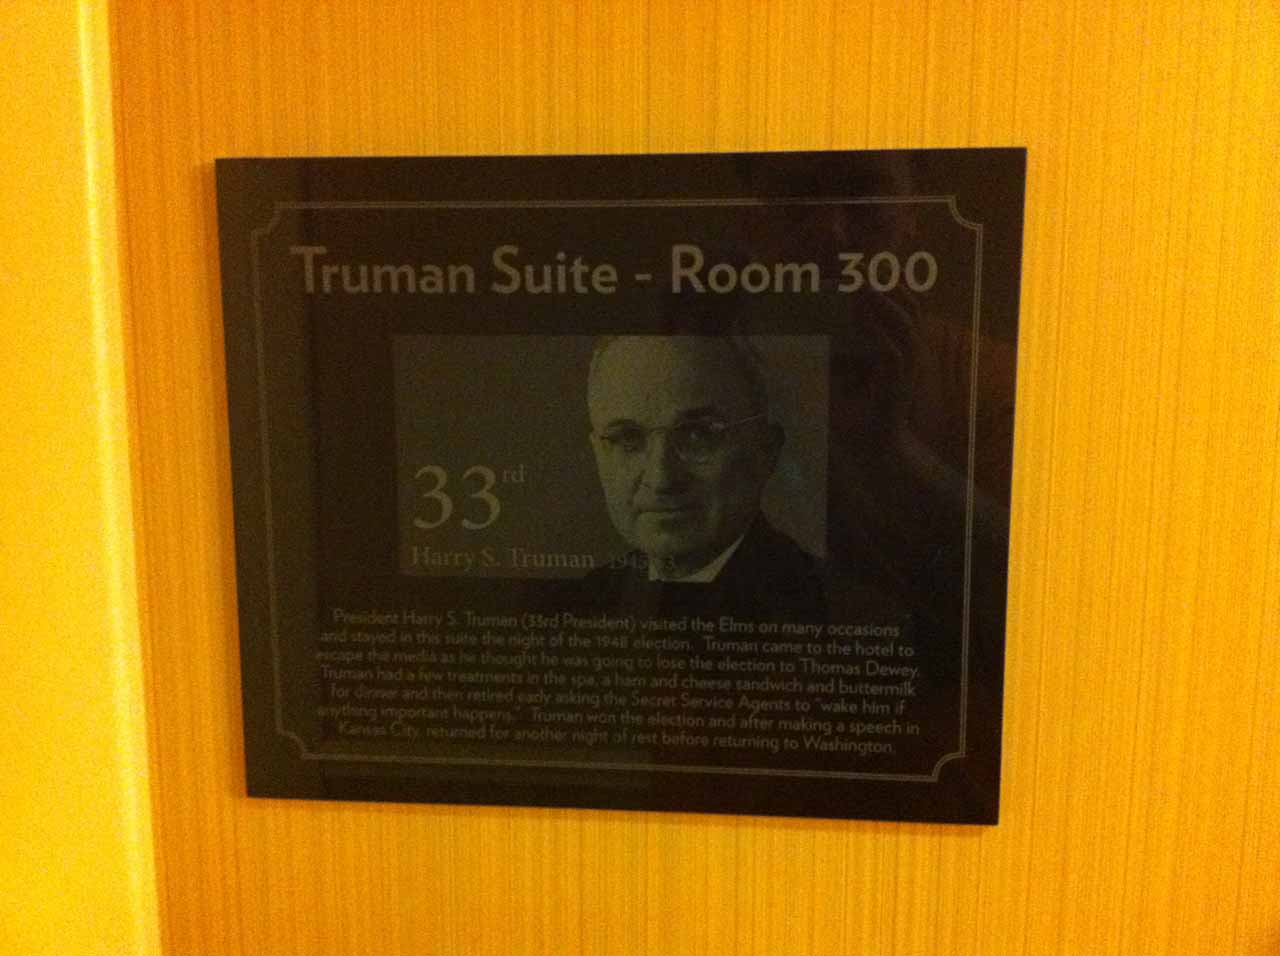 Truman Suite - Room 300
33rd
Harry S. Truman 1945
President Harry S. Truman (33rd President) visited the Elms on many occasions
and stayed in this suite the night of the 1948 election. Truman came to the hotel to
escape the media as he thought he was going to lose the election to Thomas Dewey.
Truman had a few treatments in the spa, a ham and cheese sandwich and buttermilk
for dinner and then retired early asking the Secret Service Agents to "wake him if
anything important happens." Truman won the election and after making a speech in
Kansas City, returned for another night of rest before returning to Washington.